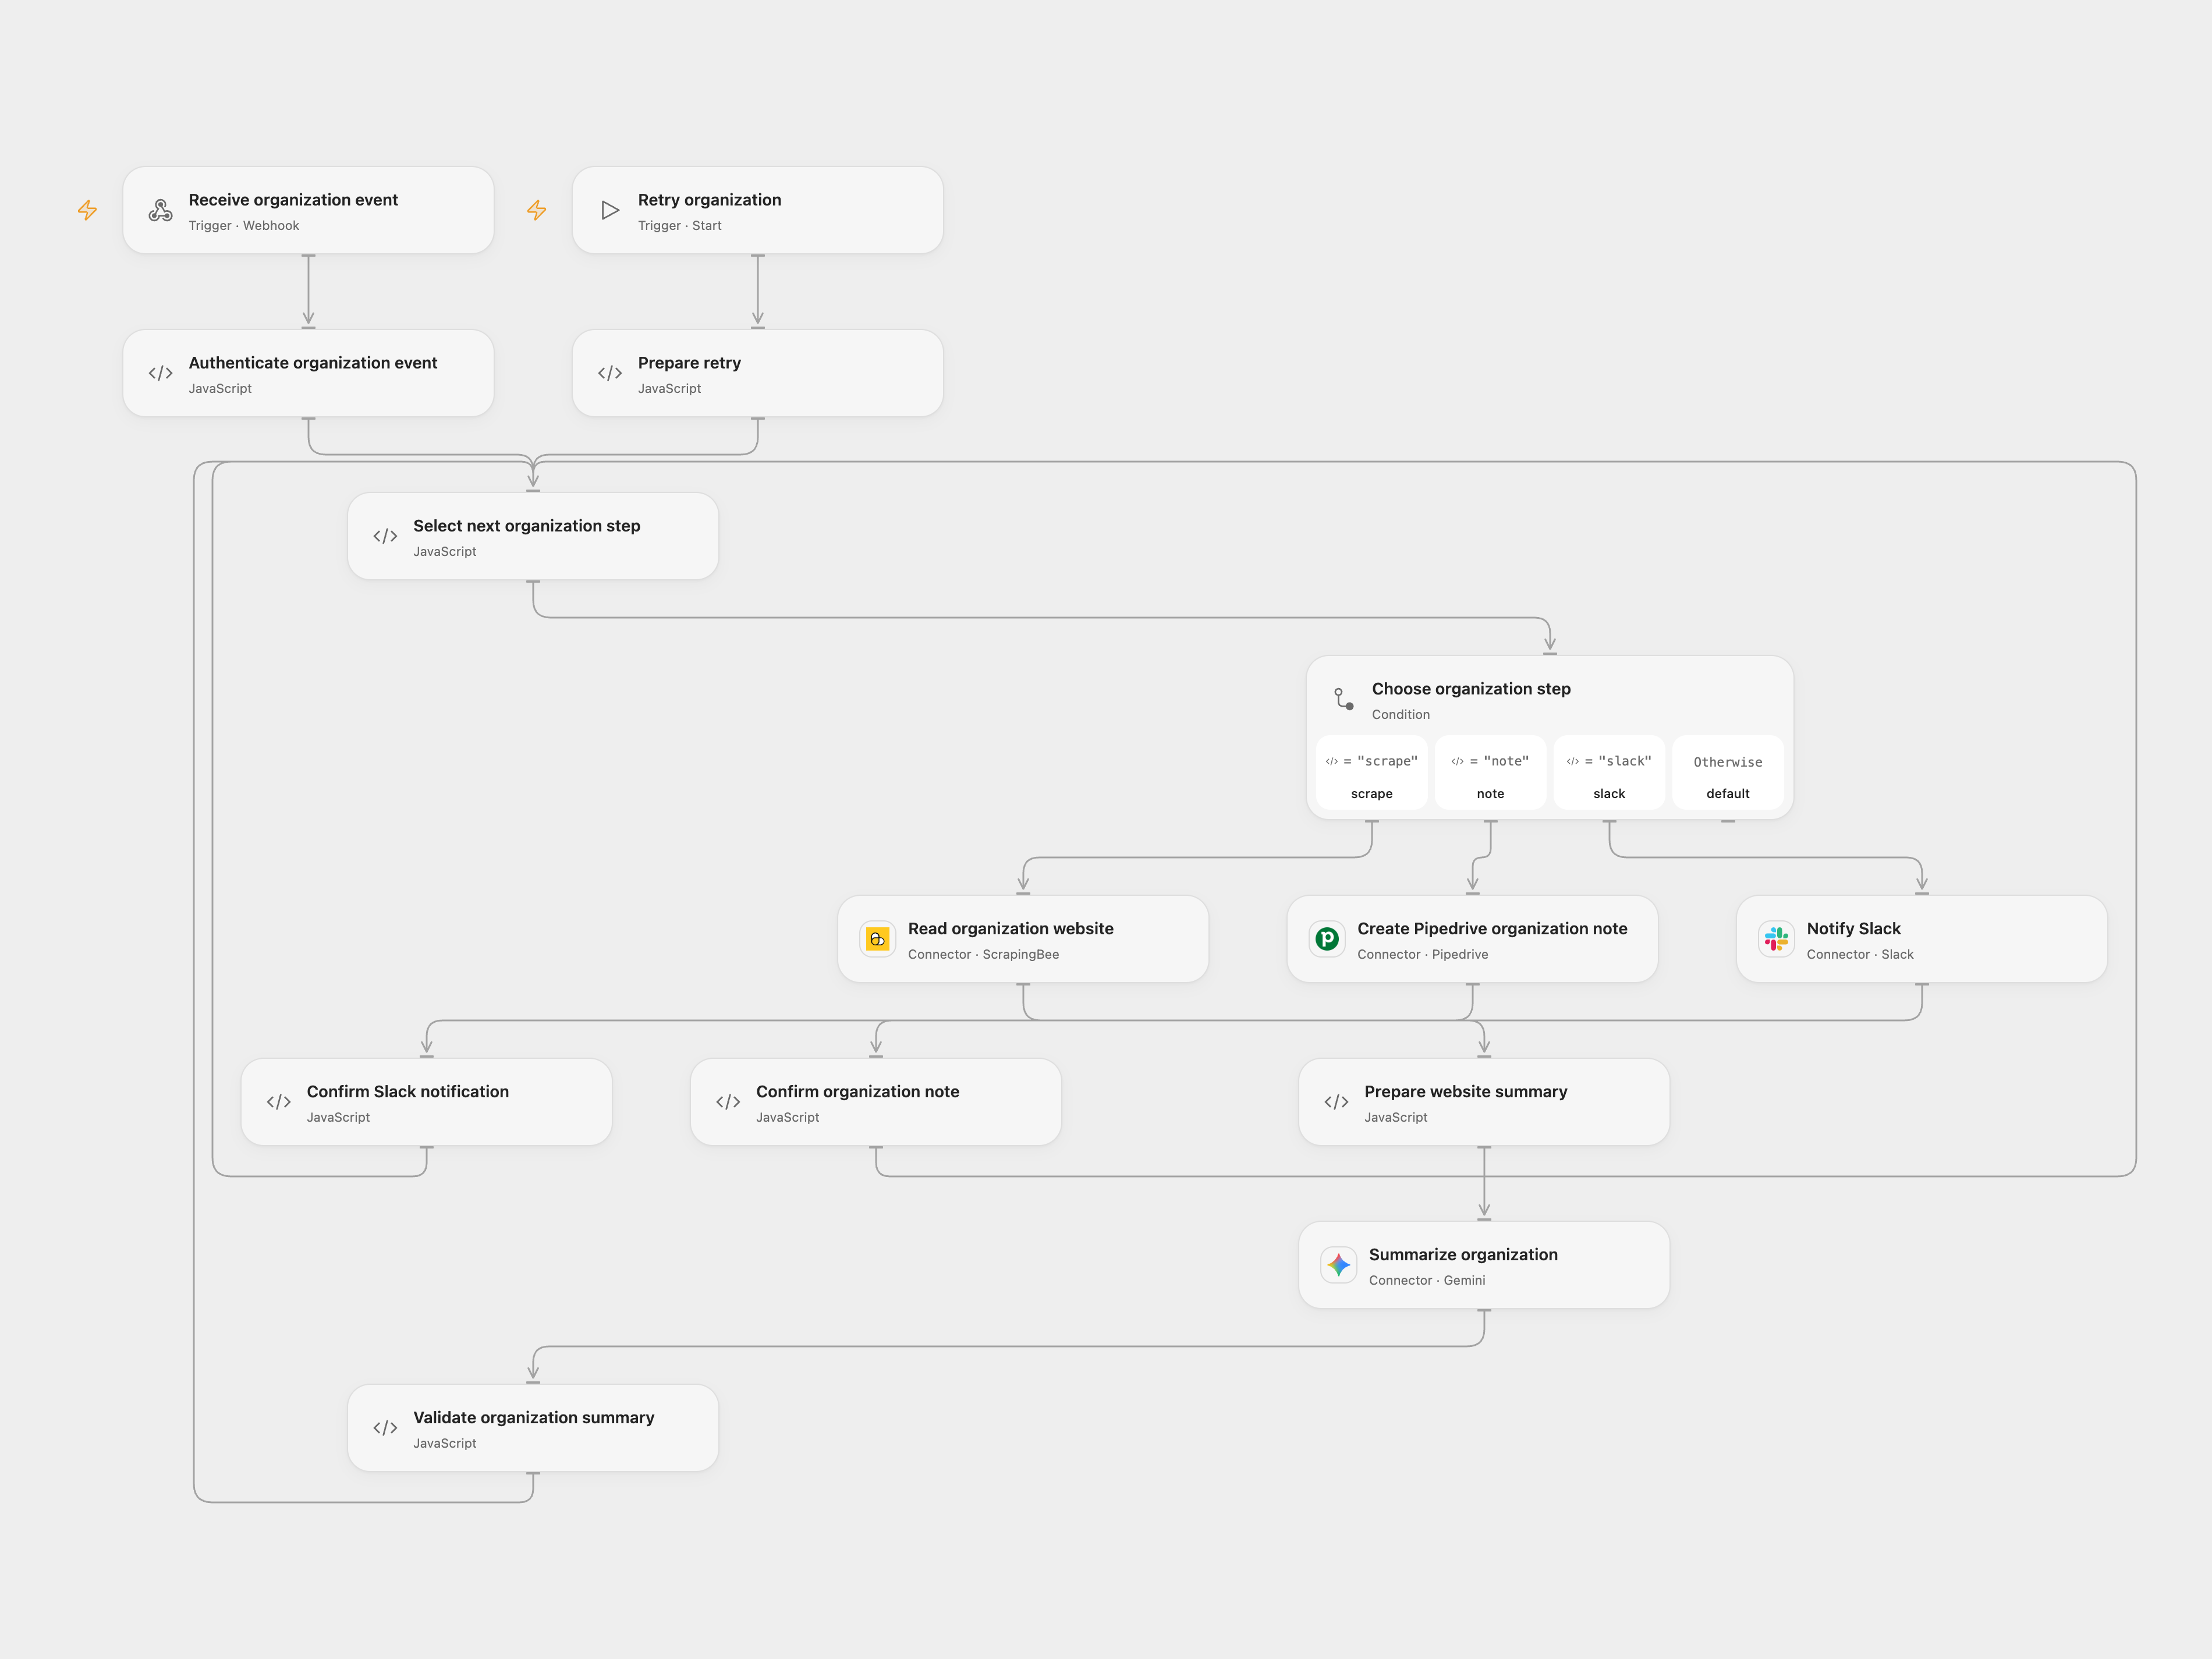 Receive organization event
Trigger · Webhook
Retry organization
Trigger · Start
Authenticate organization event
JavaScript
Prepare retry
JavaScript
Select next organization step
JavaScript
Choose organization step
Condition
</> = "scrape"
scrape
</> = "note"
note
</> = "slack"
slack
Otherwise
default
Read organization website
Connector · ScrapingBee
Create Pipedrive organization note
Connector · Pipedrive
Notify Slack
Connector · Slack
Confirm Slack notification
JavaScript
Confirm organization note
JavaScript
Prepare website summary
JavaScript
Summarize organization
Connector · Gemini
Validate organization summary
JavaScript